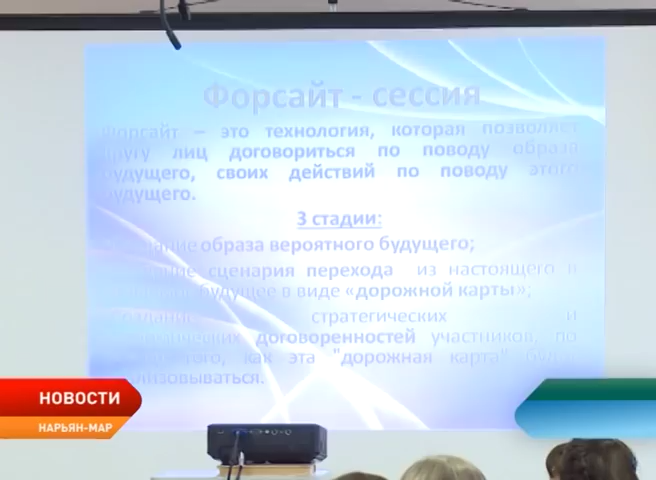 Форсайт - сессия
Форсайт – это технология, которая позволяет
кругу лиц договориться по поводу образа
будущего, своих действий по поводу этого
будущего.
3 стадии:
образа вероятного будущего;
сценария перехода из настоящего в
будущее в виде «дорожной карты»;
стратегических и
договоренностей участников, по
того, как эта "дорожная карта"
НОВОСТИ
НАРЬЯН-МАР